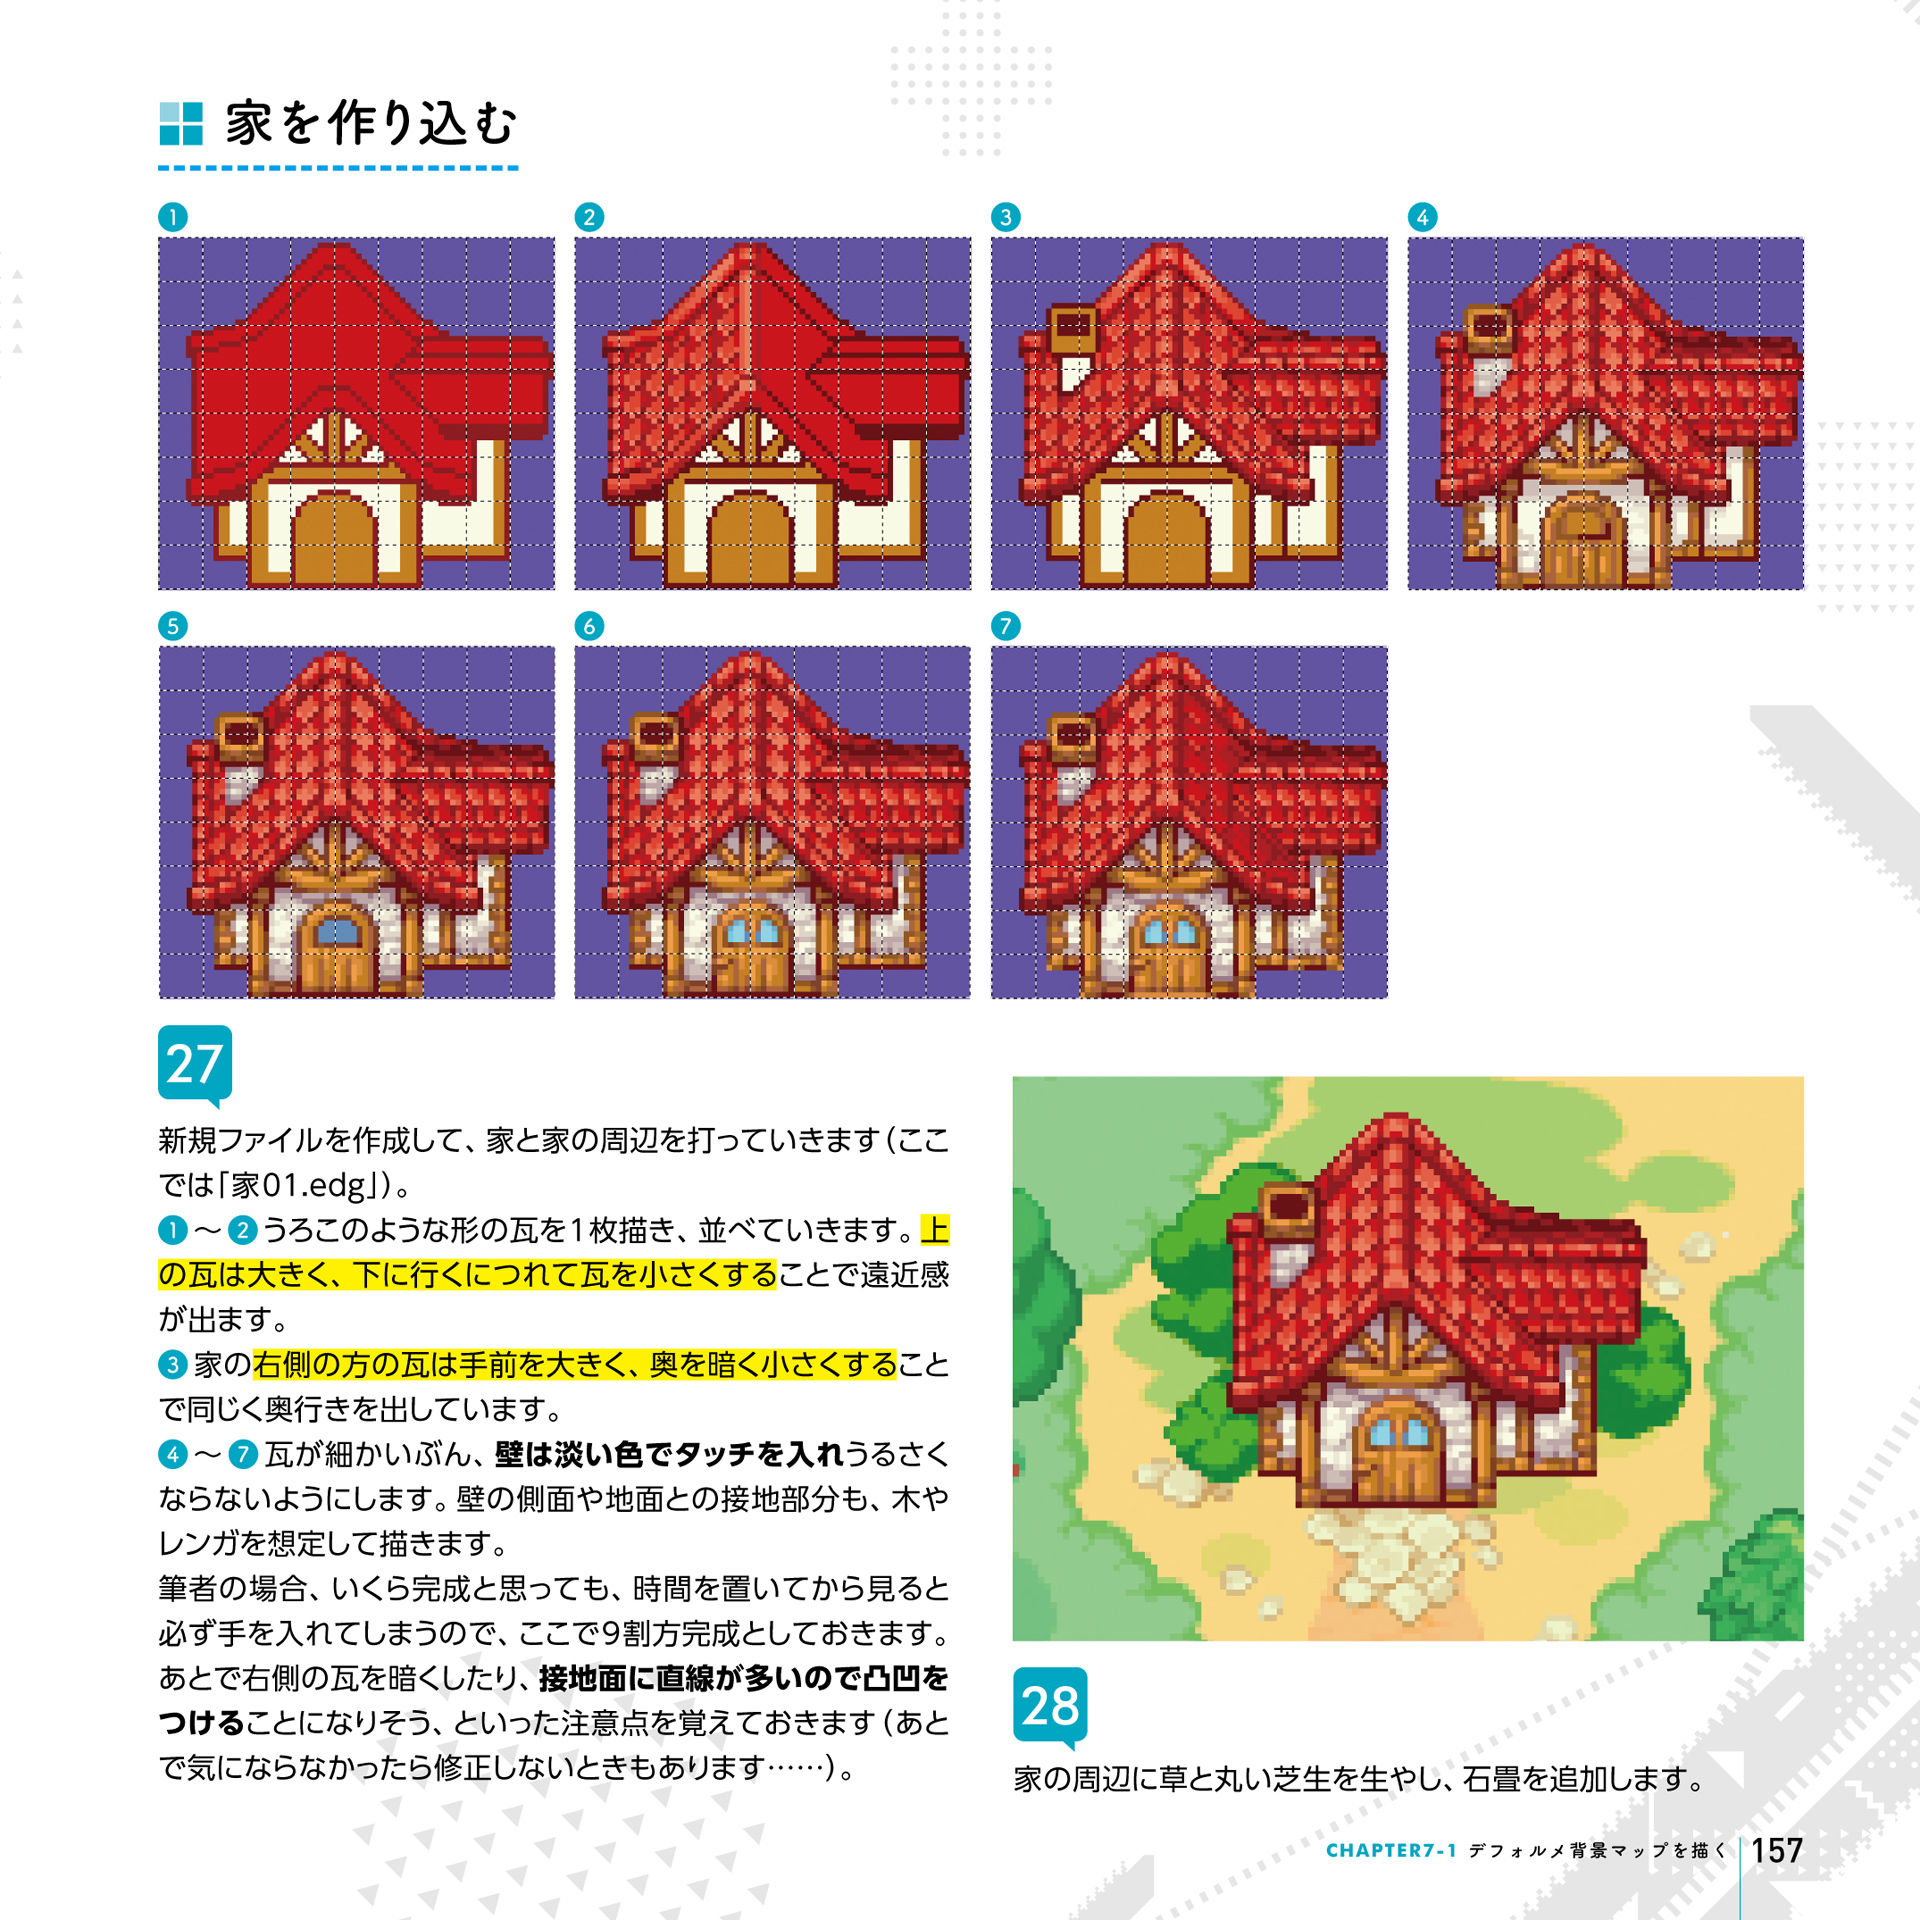 家を作り込む
1
2
3
4
5
6
7
27
新規ファイルを作成して、家と家の周辺を打っていきます（ここ
では「家01.edg」）。
1～2うろこのような形の瓦を1枚描き、並べていきます。上
の瓦は大きく、下に行くにつれて瓦を小さくすることで遠近感
が出ます。
3家の右側の方の瓦は手前を大きく、奥を暗く小さくすること
で同じく奥行きを出しています。
4～7瓦が細かいぶん、壁は淡い色でタッチを入れうるさく
ならないようにします。壁の側面や地面との接地部分も、木や
レンガを想定して描きます。
筆者の場合、いくら完成と思っても、時間を置いてから見ると
必ず手を入れてしまうので、ここで9割方完成としておきます。
あとで右側の瓦を暗くしたり、接地面に直線が多いので凸凹を
つけることになりそう、といった注意点を覚えておきます（あと
で気にならなかったら修正しないときもあります……）。
28
家の周辺に草と丸い芝生を生やし、石畳を追加します。
CHAPTER7-1 デフォルメ背景マップを描く 157